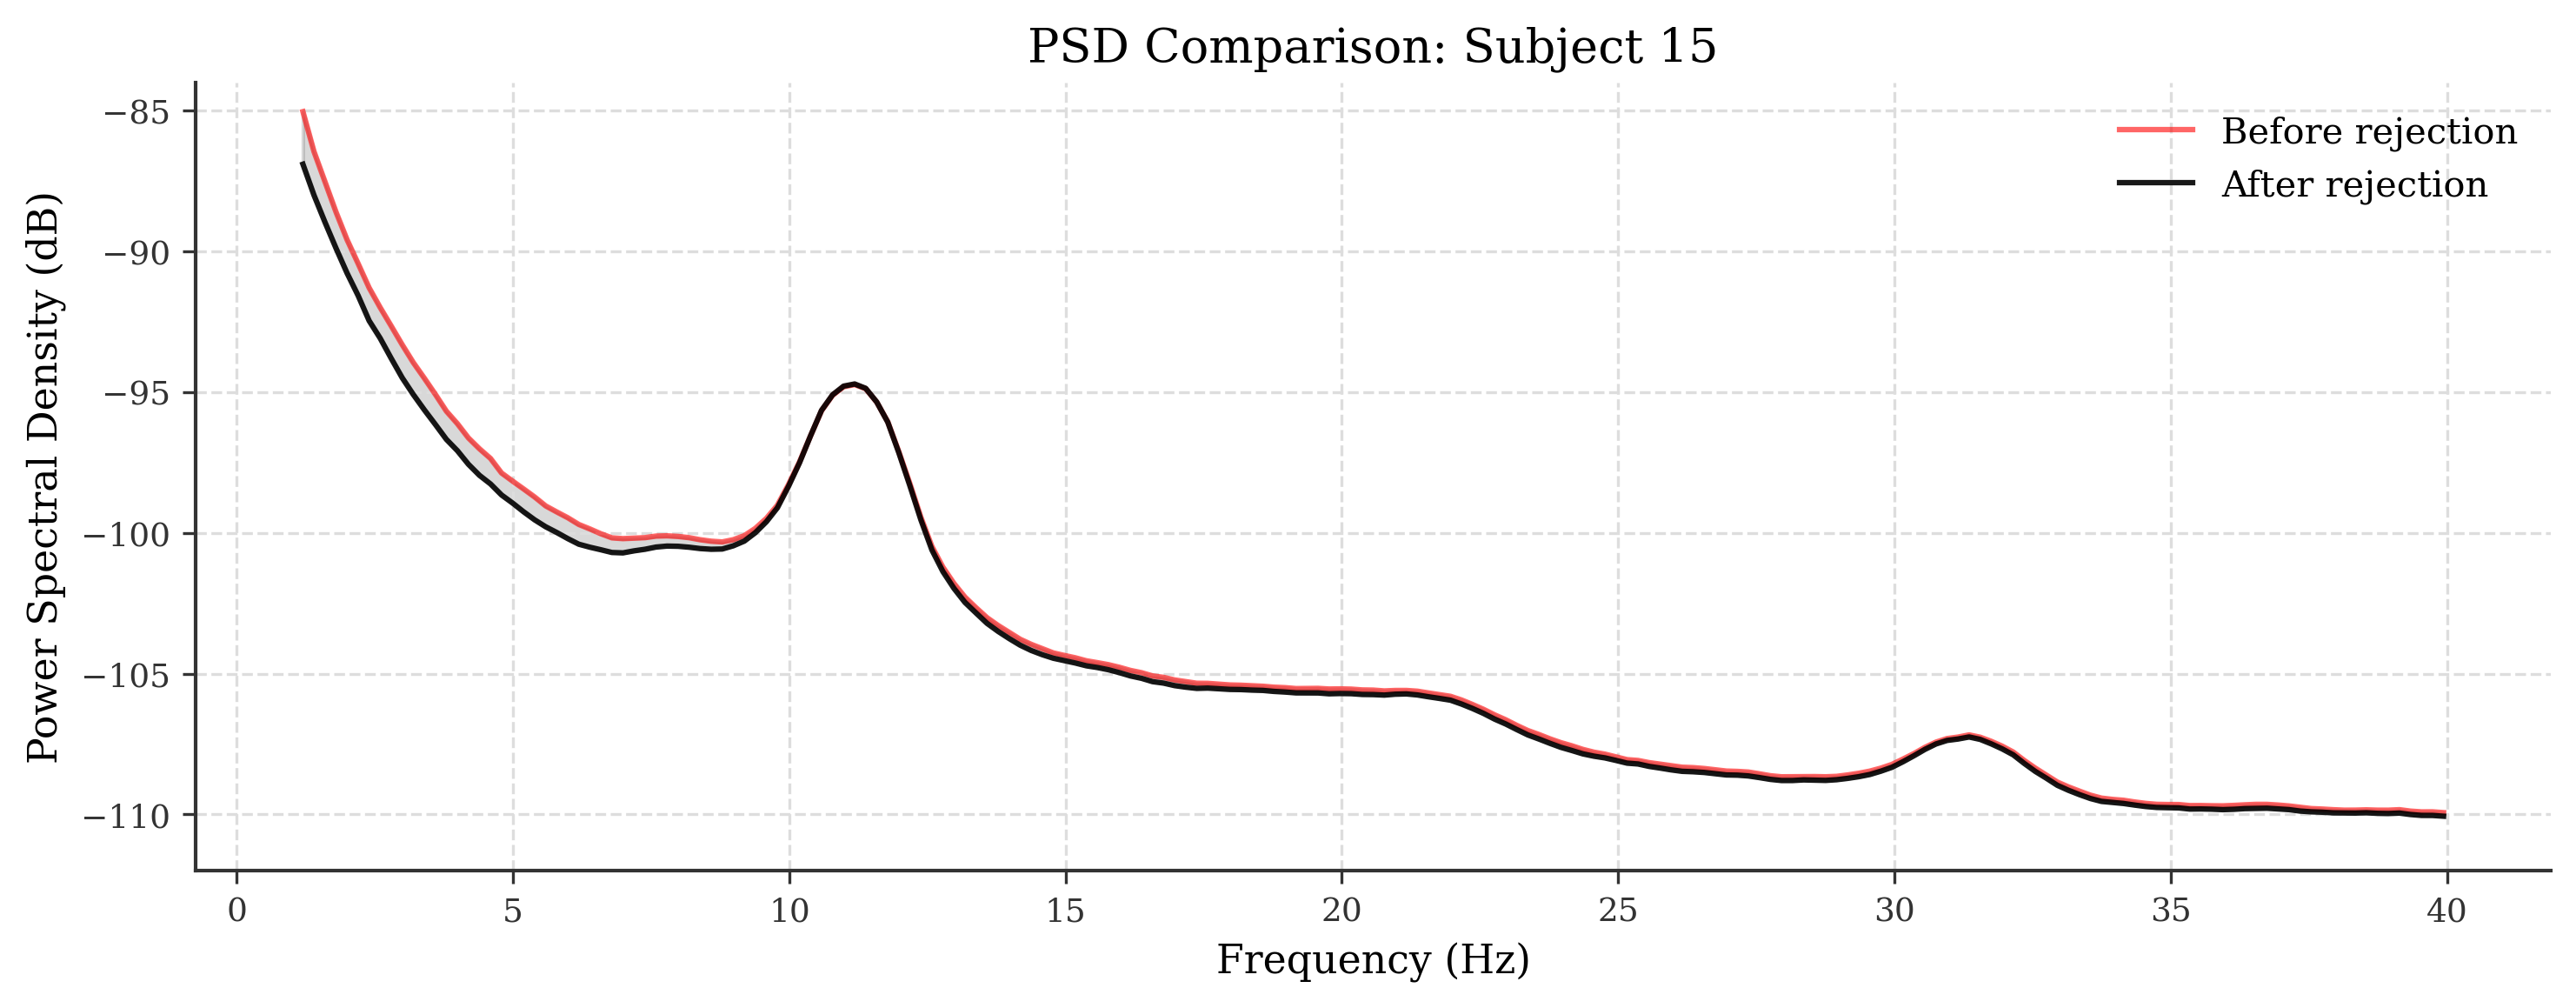 PSD Comparison: Subject 15
Power Spectral Density (dB)
−85
−90
−95
−100
−105
−110
Before rejection
After rejection
0 5 10 15 20 25 30 35 40
Frequency (Hz)